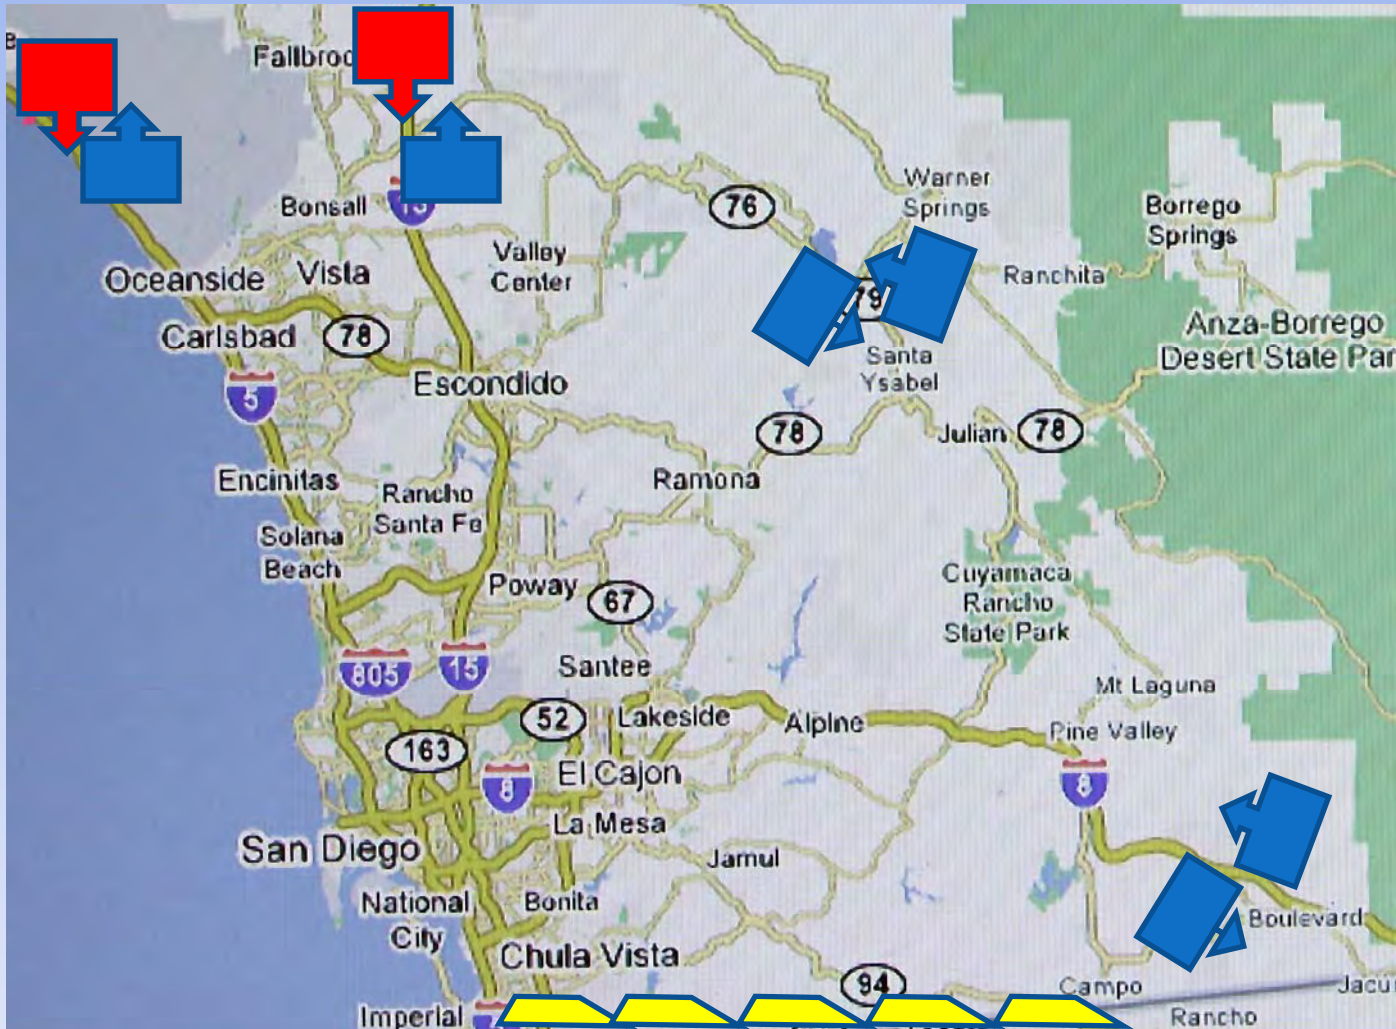 Fallbroo
Warner
Springs
76
Bonsall
15
Borrego
Springs
Valley
Center
Oceanside
Vista
Ranchita
79
Carlsbad
78
Anza-Borrego
Desert State Par
Santa
Ysabel
Escondido
5
78
Julian
78
Encinitas
Rancho
Santa Fe
Ramona
Solana
Beach
Poway
67
Cuyamaca
Rancho
State Park
805
15
Santee
Mt Laguna
52
Lakeside
Alpine
Pine Valley
163
8
El Cajon
8
La Mesa
San Diego
Jamul
National
City
Bonita
Boulevard
Chula Vista
94
Campo
Jacu
Imperial
Rancho